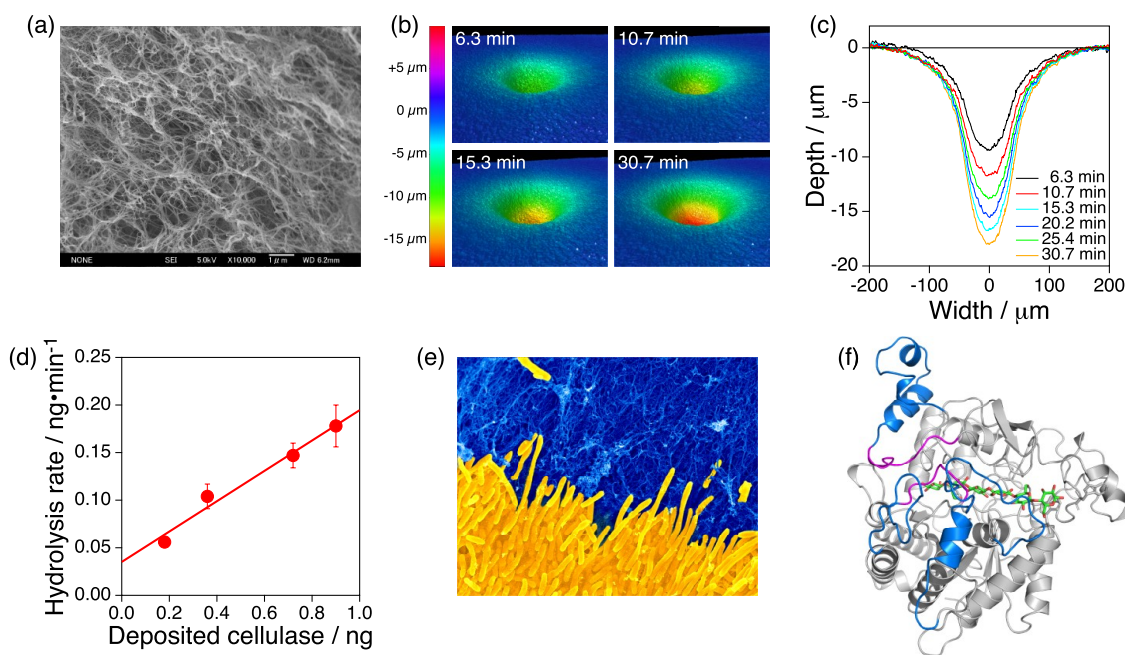 (a)
NONE SEI 5.0kV X10,000 1μm WD 6.2mm
(b)
+5 μm
0 μm
-5 μm
-10 μm
-15 μm
6.3 min
10.7 min
15.3 min
30.7 min
(c)
Depth / μm
0
-5
-10
-15
-20
6.3 min
10.7 min
15.3 min
20.2 min
25.4 min
30.7 min
-200 -100 0 100 200
Width / μm
(d)
Hydrolysis rate / ng•min-1
0.25
0.20
0.15
0.10
0.05
0.00
0.0 0.2 0.4 0.6 0.8 1.0
Deposited cellulase / ng
(e)
(f)